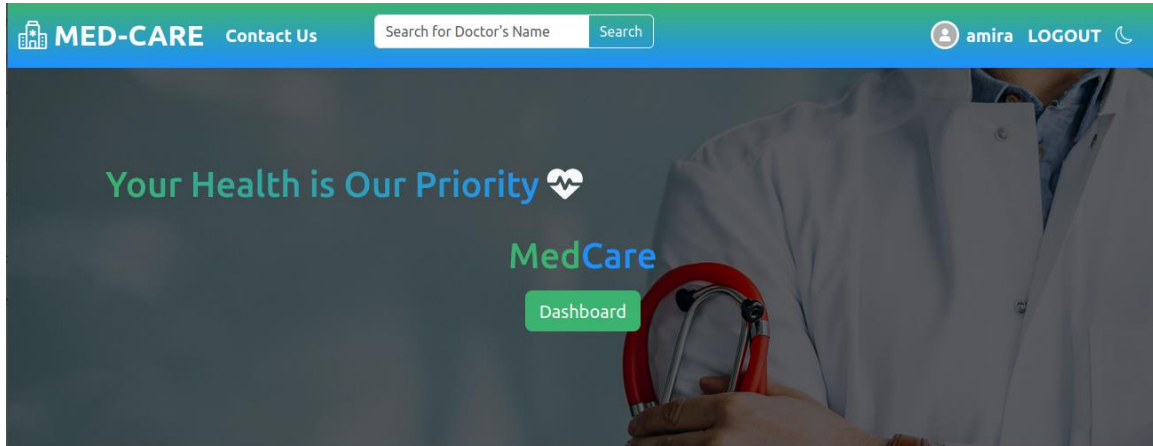 MED-CARE Contact Us Search for Doctor's Name Search amira LOGOUT
Your Health is Our Priority
MedCare
Dashboard